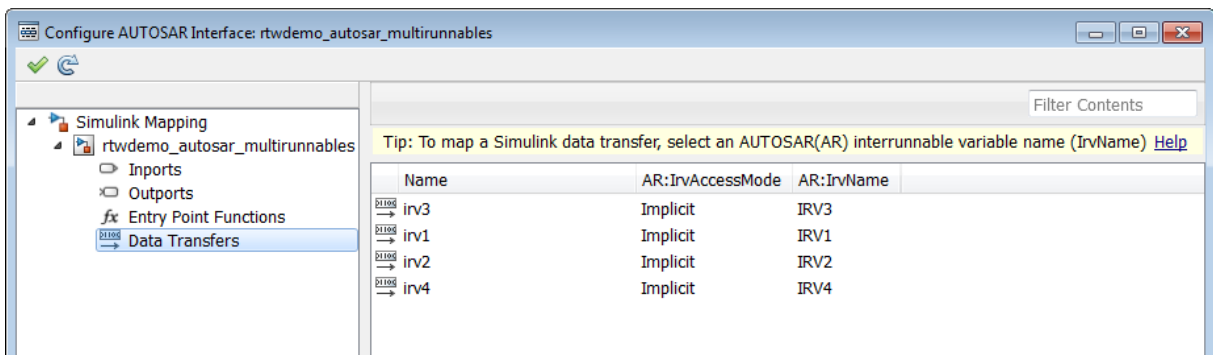 Configure AUTOSAR Interface: rtwdemo_autosar_multirunnables
Filter Contents
Simulink Mapping
rtwdemo_autosar_multirunnables
Inports
Outports
fx Entry Point Functions
Data Transfers
Tip: To map a Simulink data transfer, select an AUTOSAR(AR) interrunnable variable name (IrvName) Help
Name AR:IrvAccessMode AR:IrvName
irv3 Implicit IRV3
irv1 Implicit IRV1
irv2 Implicit IRV2
irv4 Implicit IRV4